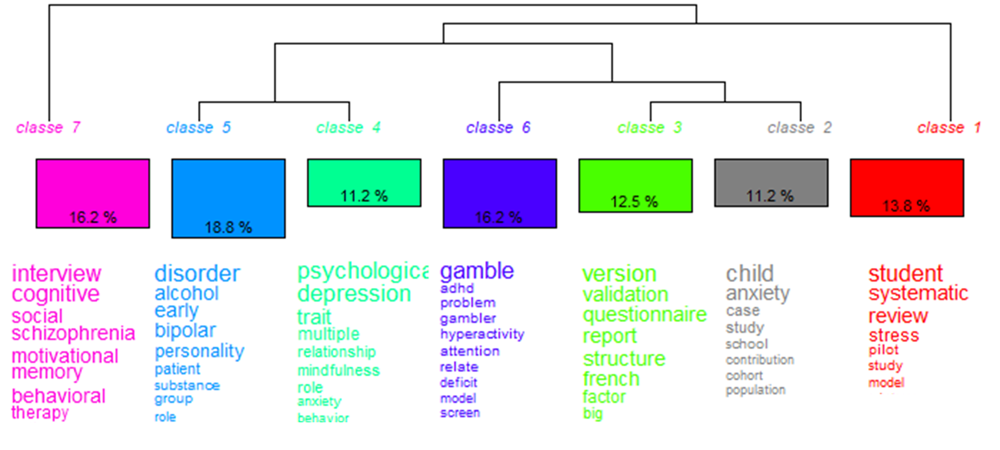 classe 7
classe 5
classe 4
classe 6
classe 3
classe 2
classe 1
16.2 %
18.8 %
11.2 %
16.2 %
12.5 %
11.2 %
13.8 %
interview
cognitive
social
schizophrenia
motivational
memory
behavioral
therapy
disorder
alcohol
early
bipolar
personality
patient
substance
group
role
psychologica
depression
trait
multiple
relationship
mindfulness
role
anxiety
behavior
gamble
adhd
problem
gambler
hyperactivity
attention
relate
deficit
model
screen
version
validation
questionnaire
report
structure
french
factor
big
child
anxiety
case
study
school
contribution
cohort
population
student
systematic
review
stress
pilot
study
model